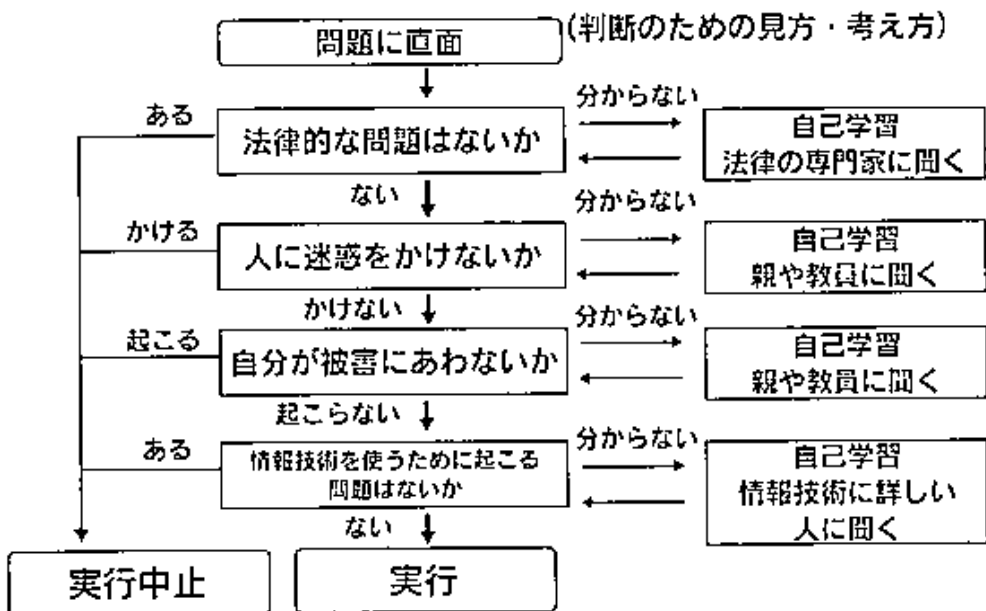 問題に直面
(判断のための見方・考え方)
ある
法律的な問題はないか
分からない
自己学習
法律の専門家に聞く
ない
かける
人に迷惑をかけないか
分からない
自己学習
親や教員に聞く
かけない
起こる
自分が被害にあわないか
分からない
自己学習
親や教員に聞く
起こらない
ある
情報技術を使うために起こる
問題はないか
分からない
自己学習
情報技術に詳しい
人に聞く
ない
実行中止
実行